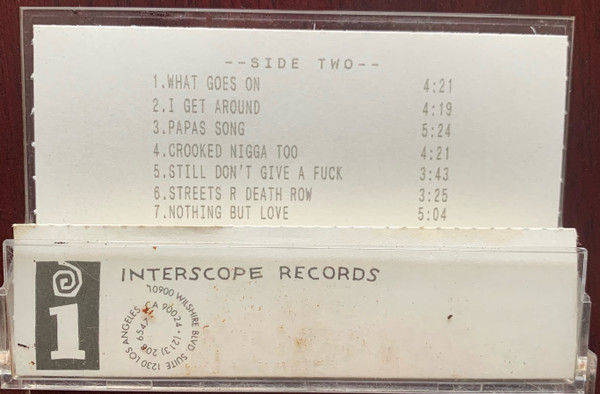 --SIDE TWO--
1.WHAT GOES ON 4:21
2.I GET AROUND 4:19
3.PAPAS SONG 5:24
4.CROOKED NIGGA TOO 4:21
5.STILL DON'T GIVE A FUCK 3:43
6.STREETS R DEATH ROW 3:25
7.NOTHING BUT LOVE 5:04
i
INTERSCOPE RECORDS
10900 WILSHIRE BLVD. SUITE 1230 LOS ANGELES, CA 90024 • (213) 208